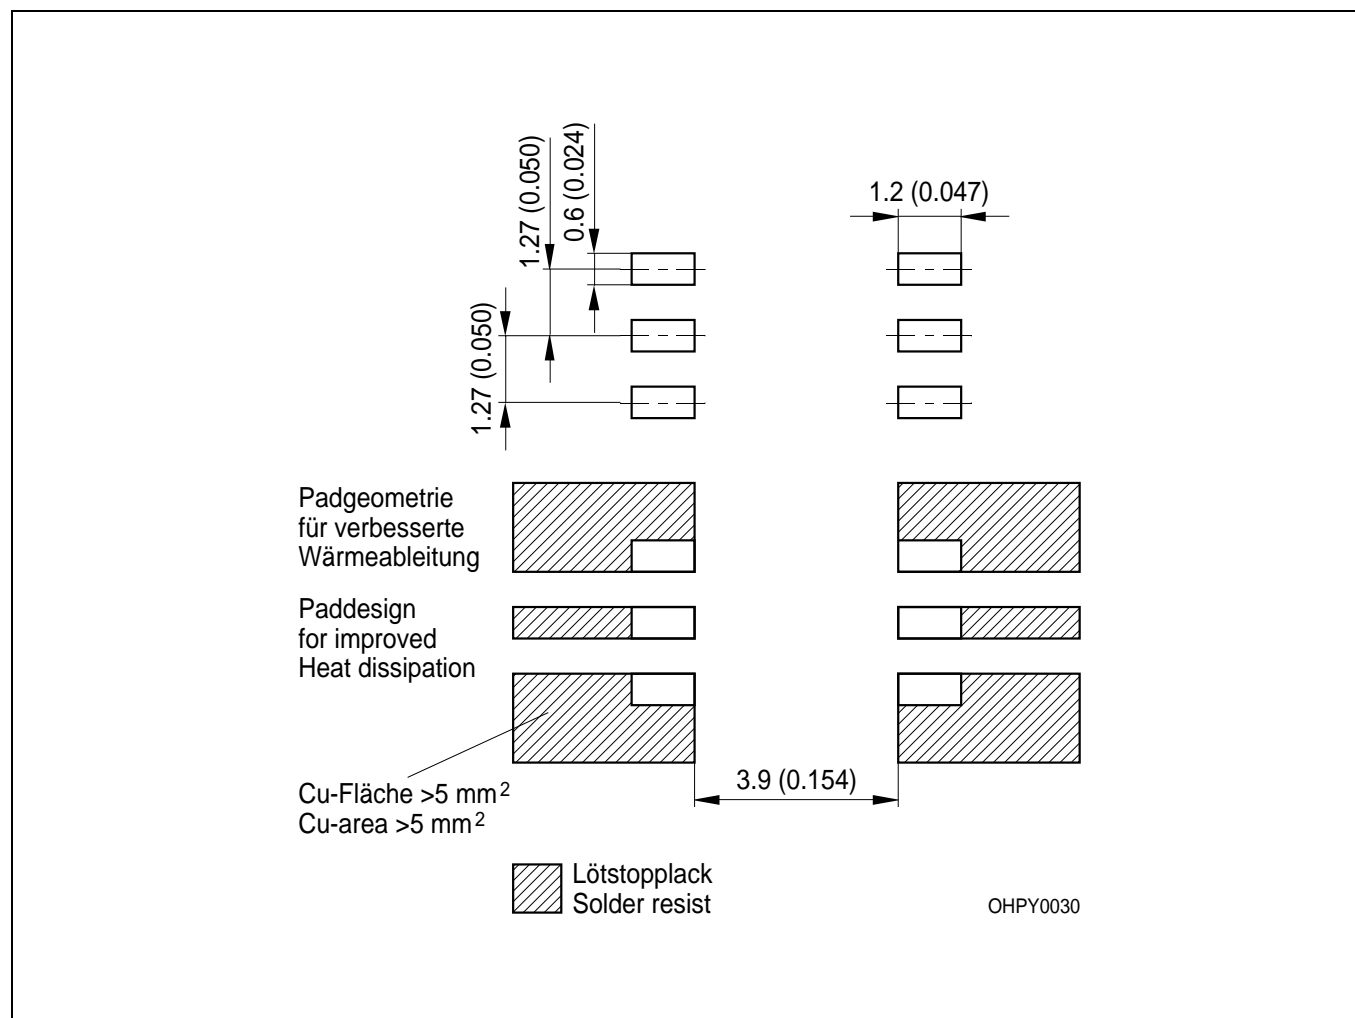 1.27 (0.050)
0.6 (0.024)
1.2 (0.047)
1.27 (0.050)
Padgeometrie
für verbesserte
Wärmeableitung
Paddesign
for improved
Heat dissipation
3.9 (0.154)
Cu-Fläche >5 mm²
Cu-area >5 mm²
Lötstopplack
Solder resist
OHPY0030